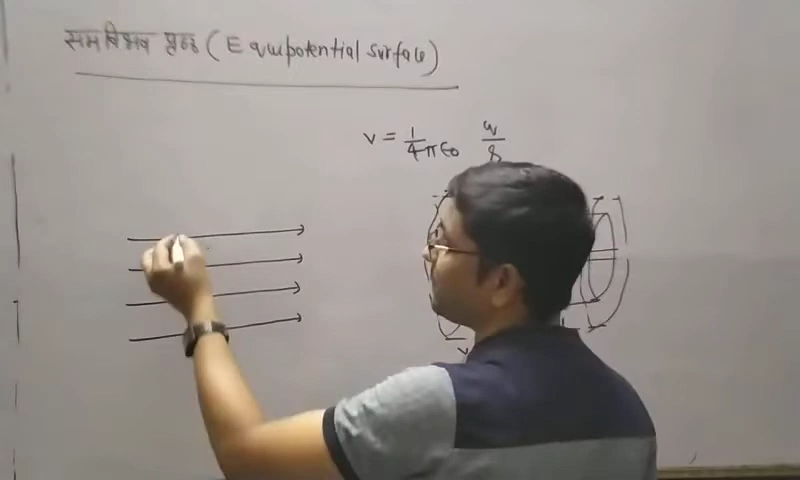 समविभव पृष्ठ (Equipotential surface)
V = 1/4πϵ0 q/r